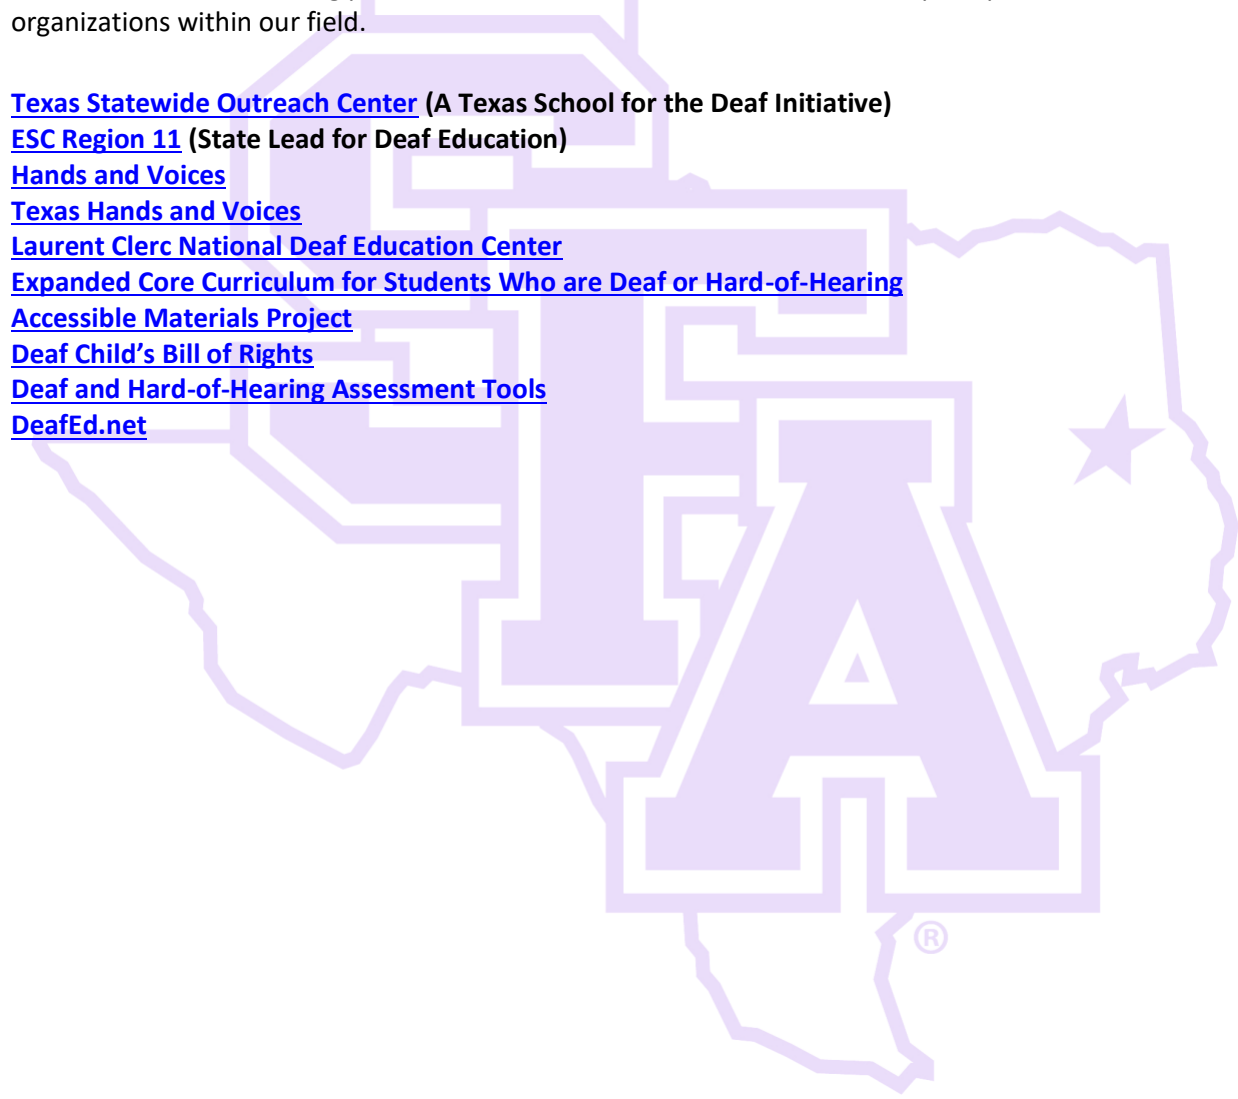 organizations within our field.
Texas Statewide Outreach Center (A Texas School for the Deaf Initiative)
ESC Region 11 (State Lead for Deaf Education)
Hands and Voices
Texas Hands and Voices
Laurent Clerc National Deaf Education Center
Expanded Core Curriculum for Students Who are Deaf or Hard-of-Hearing
Accessible Materials Project
Deaf Child’s Bill of Rights
Deaf and Hard-of-Hearing Assessment Tools
DeafEd.net
SFA
®